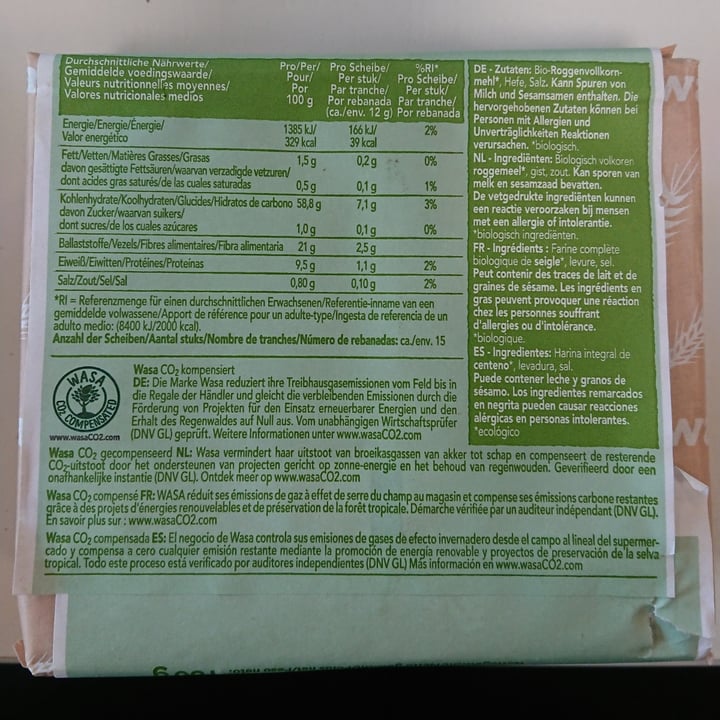 Durchschnittliche Nährwerte/
Gemiddelde voedingswaarde/
Valeurs nutritionnelles moyennes/
Valores nutricionales medios
Pro/Per/
Pour/
Por
100 g
Pro Scheibe/
Per stuk/
Par tranche/
Por rebanada
(ca./env. 12 g)
%RI*
Pro Scheibe/
Per stuk/
Par tranche/
Por rebanada
Energie/Energie/Énergie/ 1385 kJ/ 166 kJ/ 2%
Valor energético 329 kcal 39 kcal
Fett/Vetten/Matières Grasses/Grasas 1,5 g 0,2 g 0%
davon gesättigte Fettsäuren/waarvan verzadigde vetzuren/
dont acides gras saturés/de las cuales saturadas 0,5 g 0,1 g 1%
Kohlenhydrate/Koolhydraten/Glucides/Hidratos de carbono 58,8 g 7,1 g 3%
davon Zucker/waarvan suikers/
dont sucres/de los cuales azúcares 1,0 g 0,1 g 0%
Ballaststoffe/Vezels/Fibres alimentaires/Fibra alimentaria 21 g 2,5 g
Eiweiß/Eiwitten/Protéines/Proteínas 9,5 g 1,1 g 2%
Salz/Zout/Sel/Sal 0,80 g 0,10 g 2%
*RI = Referenzmenge für einen durchschnittlichen Erwachsenen/Referentie-inname van een
gemiddelde volwassene/Apport de référence pour un adulte-type/Ingesta de referencia de un
adulto medio: (8400 kJ/2000 kcal).
Anzahl der Scheiben/Aantal stuks/Nombre de tranches/Número de rebanadas: ca./env. 15
DE - Zutaten: Bio-Roggenvollkorn-
mehl*, Hefe, Salz. Kann Spuren von
Milch und Sesamsamen enthalten. Die
hervorgehobenen Zutaten können bei
Personen mit Allergien und
Unverträglichkeiten Reaktionen
verursachen. *biologisch.
NL - Ingrediënten: Biologisch volkoren
roggemeel*, gist, zout. Kan sporen van
melk en sesamzaad bevatten.
De vetgedrukte ingrediënten kunnen
een reactie veroorzaken bij mensen
met een allergie of intolerantie.
*biologisch ingrediënten.
FR - Ingrédients : Farine complète
biologique de seigle*, levure, sel.
Peut contenir des traces de lait et de
graines de sésame. Les ingrédients en
gras peuvent provoquer une réaction
chez les personnes souffrant
d'allergies ou d'intolérance.
*biologique.
ES - Ingredientes: Harina integral de
centeno*, levadura, sal.
Puede contener leche y granos de
sésamo. Los ingredientes remarcados
en negrita pueden causar reacciones
alérgicas en personas intolerantes.
*ecológico
WASA
CO2 COMPENSATED
www.wasaCO2.com
Wasa CO2 kompensiert
DE: Die Marke Wasa reduziert ihre Treibhausgasemissionen vom Feld bis in
die Regale der Händler und gleicht die verbleibenden Emissionen durch die
Förderung von Projekten für den Einsatz erneuerbarer Energien und den
Erhalt des Regenwaldes auf Null aus. Vom unabhängigen Wirtschaftsprüfer
(DNV GL) geprüft. Weitere Informationen unter www.wasaCO2.com
Wasa CO2 gecompenseerd NL: Wasa vermindert haar uitstoot van broeikasgassen van akker tot schap en compenseert de resterende
CO2-uitstoot door het ondersteunen van projecten gericht op zonne-energie en het behoud van regenwouden. Geverifieerd door een
onafhankelijke instantie (DNV GL). Ontdek meer op www.wasaCO2.com
Wasa CO2 compensé FR: WASA réduit ses émissions de gaz à effet de serre du champ au magasin et compense ses émissions carbone restantes
grâce à des projets d'énergies renouvelables et de préservation de la forêt tropicale. Démarche vérifiée par un auditeur indépendant (DNV GL).
En savoir plus sur : www.wasaCO2.com
Wasa CO2 compensada ES: El negocio de Wasa controla sus emisiones de gases de efecto invernadero desde el campo al lineal del supermer-
cado y compensa a cero cualquier emisión restante mediante la promoción de energía renovable y proyectos de preservación de la selva
tropical. Todo este proceso está verificado por auditores independientes (DNV GL) Más información en www.wasaCO2.com